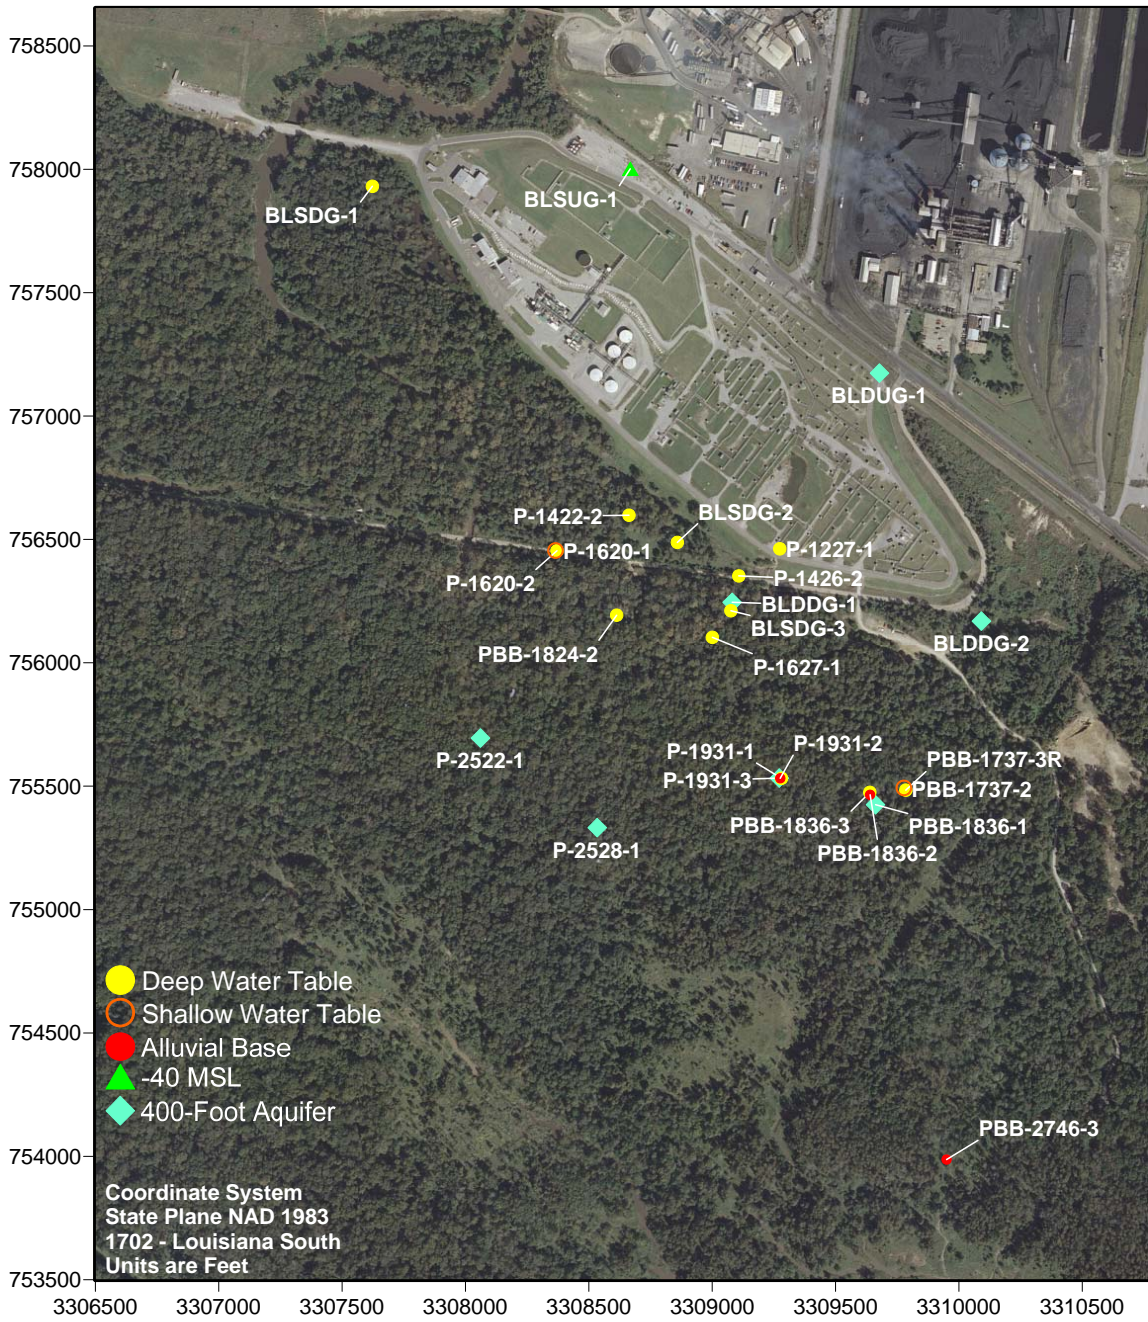 758500
758000
757500
757000
756500
756000
755500
755000
754500
754000
753500
BLSDG-1
BLSUG-1
BLDUG-1
P-1422-2
BLSDG-2
P-1620-1
P-1227-1
P-1620-2
P-1426-2
BLDDG-1
BLSDG-3
BLDDG-2
PBB-1824-2
P-1627-1
P-2522-1
P-1931-1
P-1931-2
P-1931-3
PBB-1737-3R
PBB-1737-2
PBB-1836-3
PBB-1836-1
PBB-1836-2
P-2528-1
PBB-2746-3
Deep Water Table
Shallow Water Table
Alluvial Base
-40 MSL
400-Foot Aquifer
Coordinate System
State Plane NAD 1983
1702 - Louisiana South
Units are Feet
3306500 3307000 3307500 3308000 3308500 3309000 3309500 3310000 3310500